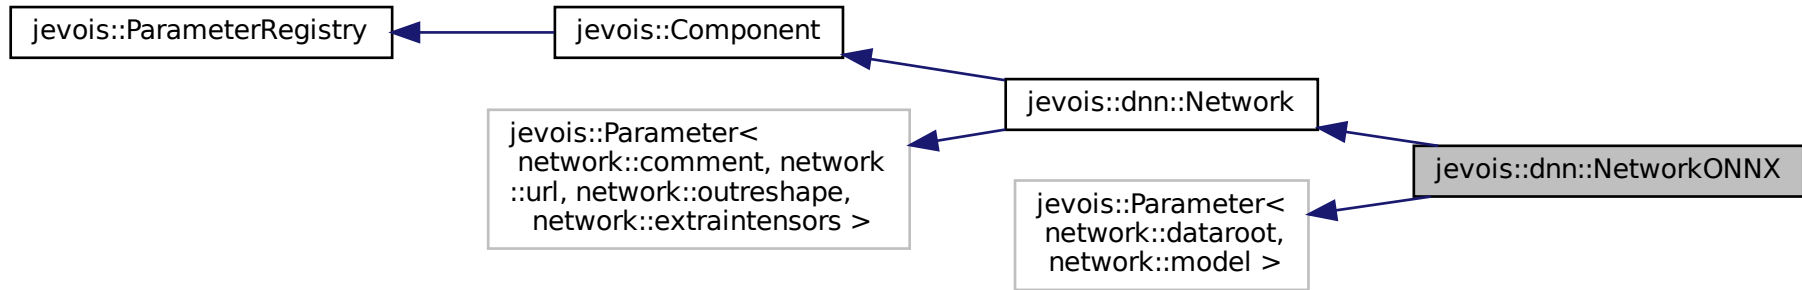 jevois::ParameterRegistry
jevois::Component
jevois::dnn::Network
jevois::Parameter<
network::comment, network
::url, network::outreshape,
network::extraintensors >
jevois::dnn::NetworkONNX
jevois::Parameter<
network::dataroot,
network::model >